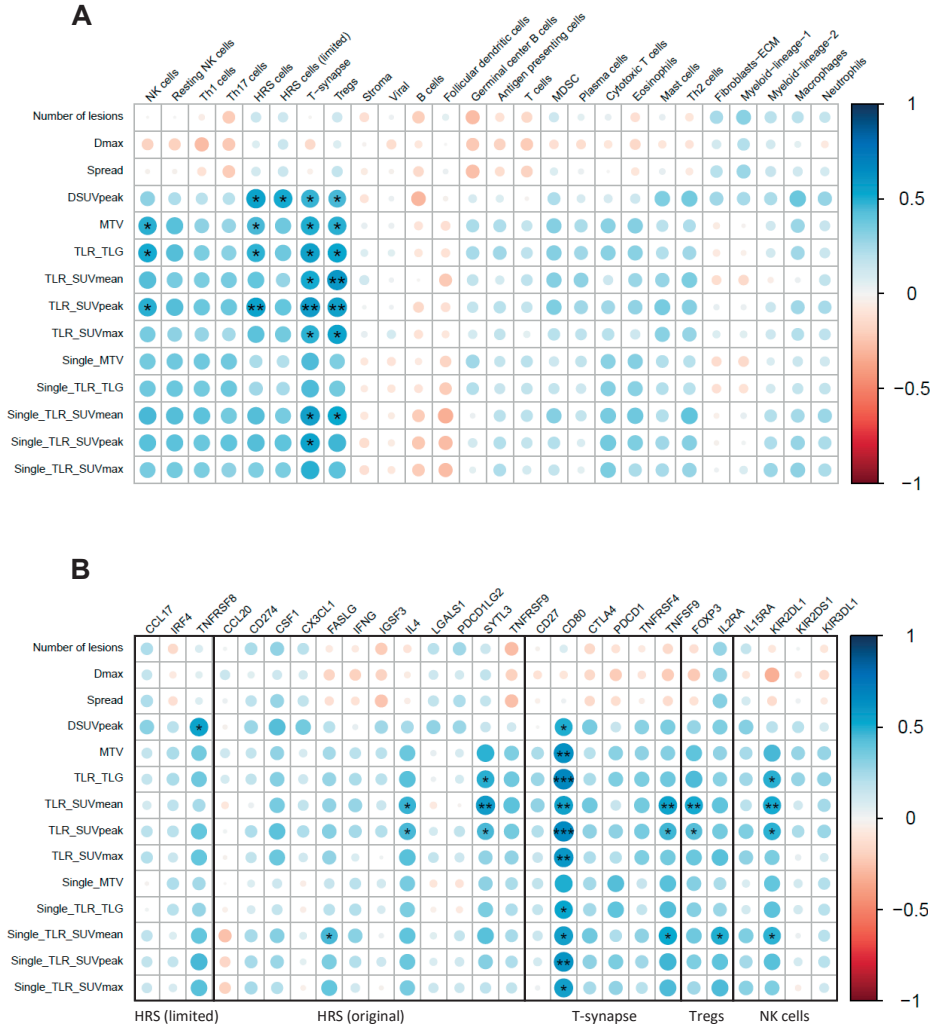 A
NK cells
Resting NK cells
Th1 cells
Th17 cells
HRS cells
HRS cells (limited)
T-synapse
Tregs
Stroma
Viral
B cells
Follicular dendritic cells
Germinal center B cells
Antigen presenting cells
T cells
MDSC
Plasma cells
Cytotoxic T cells
Eosinophils
Mast cells
Th2 cells
Fibroblasts-ECM
Myeloid-lineage-1
Myeloid-lineage-2
Macrophages
Neutrophils
Number of lesions
Dmax
Spread
DSUVpeak * * * *
MTV * * * *
TLR_TLG * * * *
TLR_SUVmean * **
TLR_SUVpeak * ** ** **
TLR_SUVmax * *
Single_MTV
Single_TLR_TLG
Single_TLR_SUVmean * *
Single_TLR_SUVpeak *
Single_TLR_SUVmax
1
0.5
0
−0.5
−1
B
CCL17
IRF4
TNFRSF8
CCL20
CD274
CSF1
CX3CL1
FASLG
IFNG
IGSF3
IL4
LGALS1
PDCD1LG2
SYTL3
TNFRSF9
CD27
CD80
CTLA4
PDCD1
TNFRSF4
TNFSF9
FOXP3
IL2RA
IL15RA
KIR2DL1
KIR2DS1
KIR3DL1
Number of lesions
Dmax
Spread
DSUVpeak * *
MTV **
TLR_TLG * *** *
TLR_SUVmean * ** ** ** ** **
TLR_SUVpeak * * *** * * *
TLR_SUVmax **
Single_MTV
Single_TLR_TLG *
Single_TLR_SUVmean * * * * *
Single_TLR_SUVpeak **
Single_TLR_SUVmax *
1
0.5
0
−0.5
−1
HRS (limited) HRS (original) T-synapse Tregs NK cells